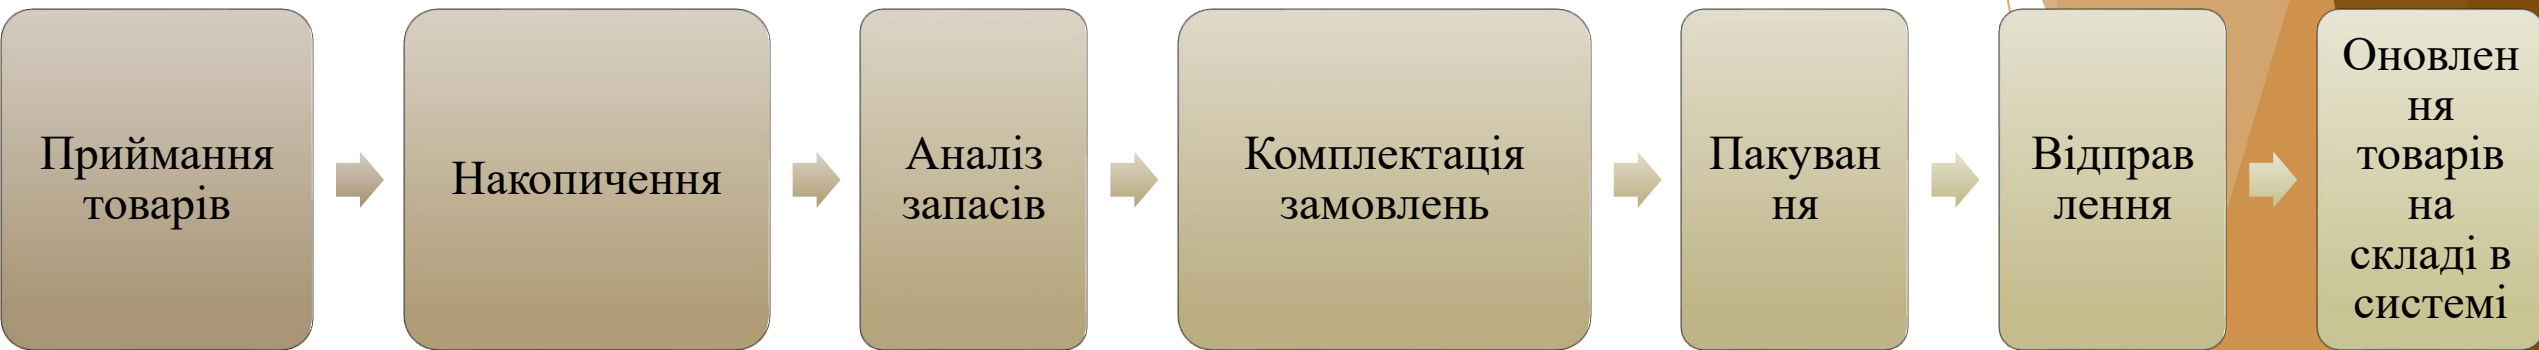 Приймання
товарів
Накопичення
Аналіз
запасів
Комплектація
замовлень
Пакуван
ня
Відправ
лення
Оновлен
ня
товарів
на
складі в
системі